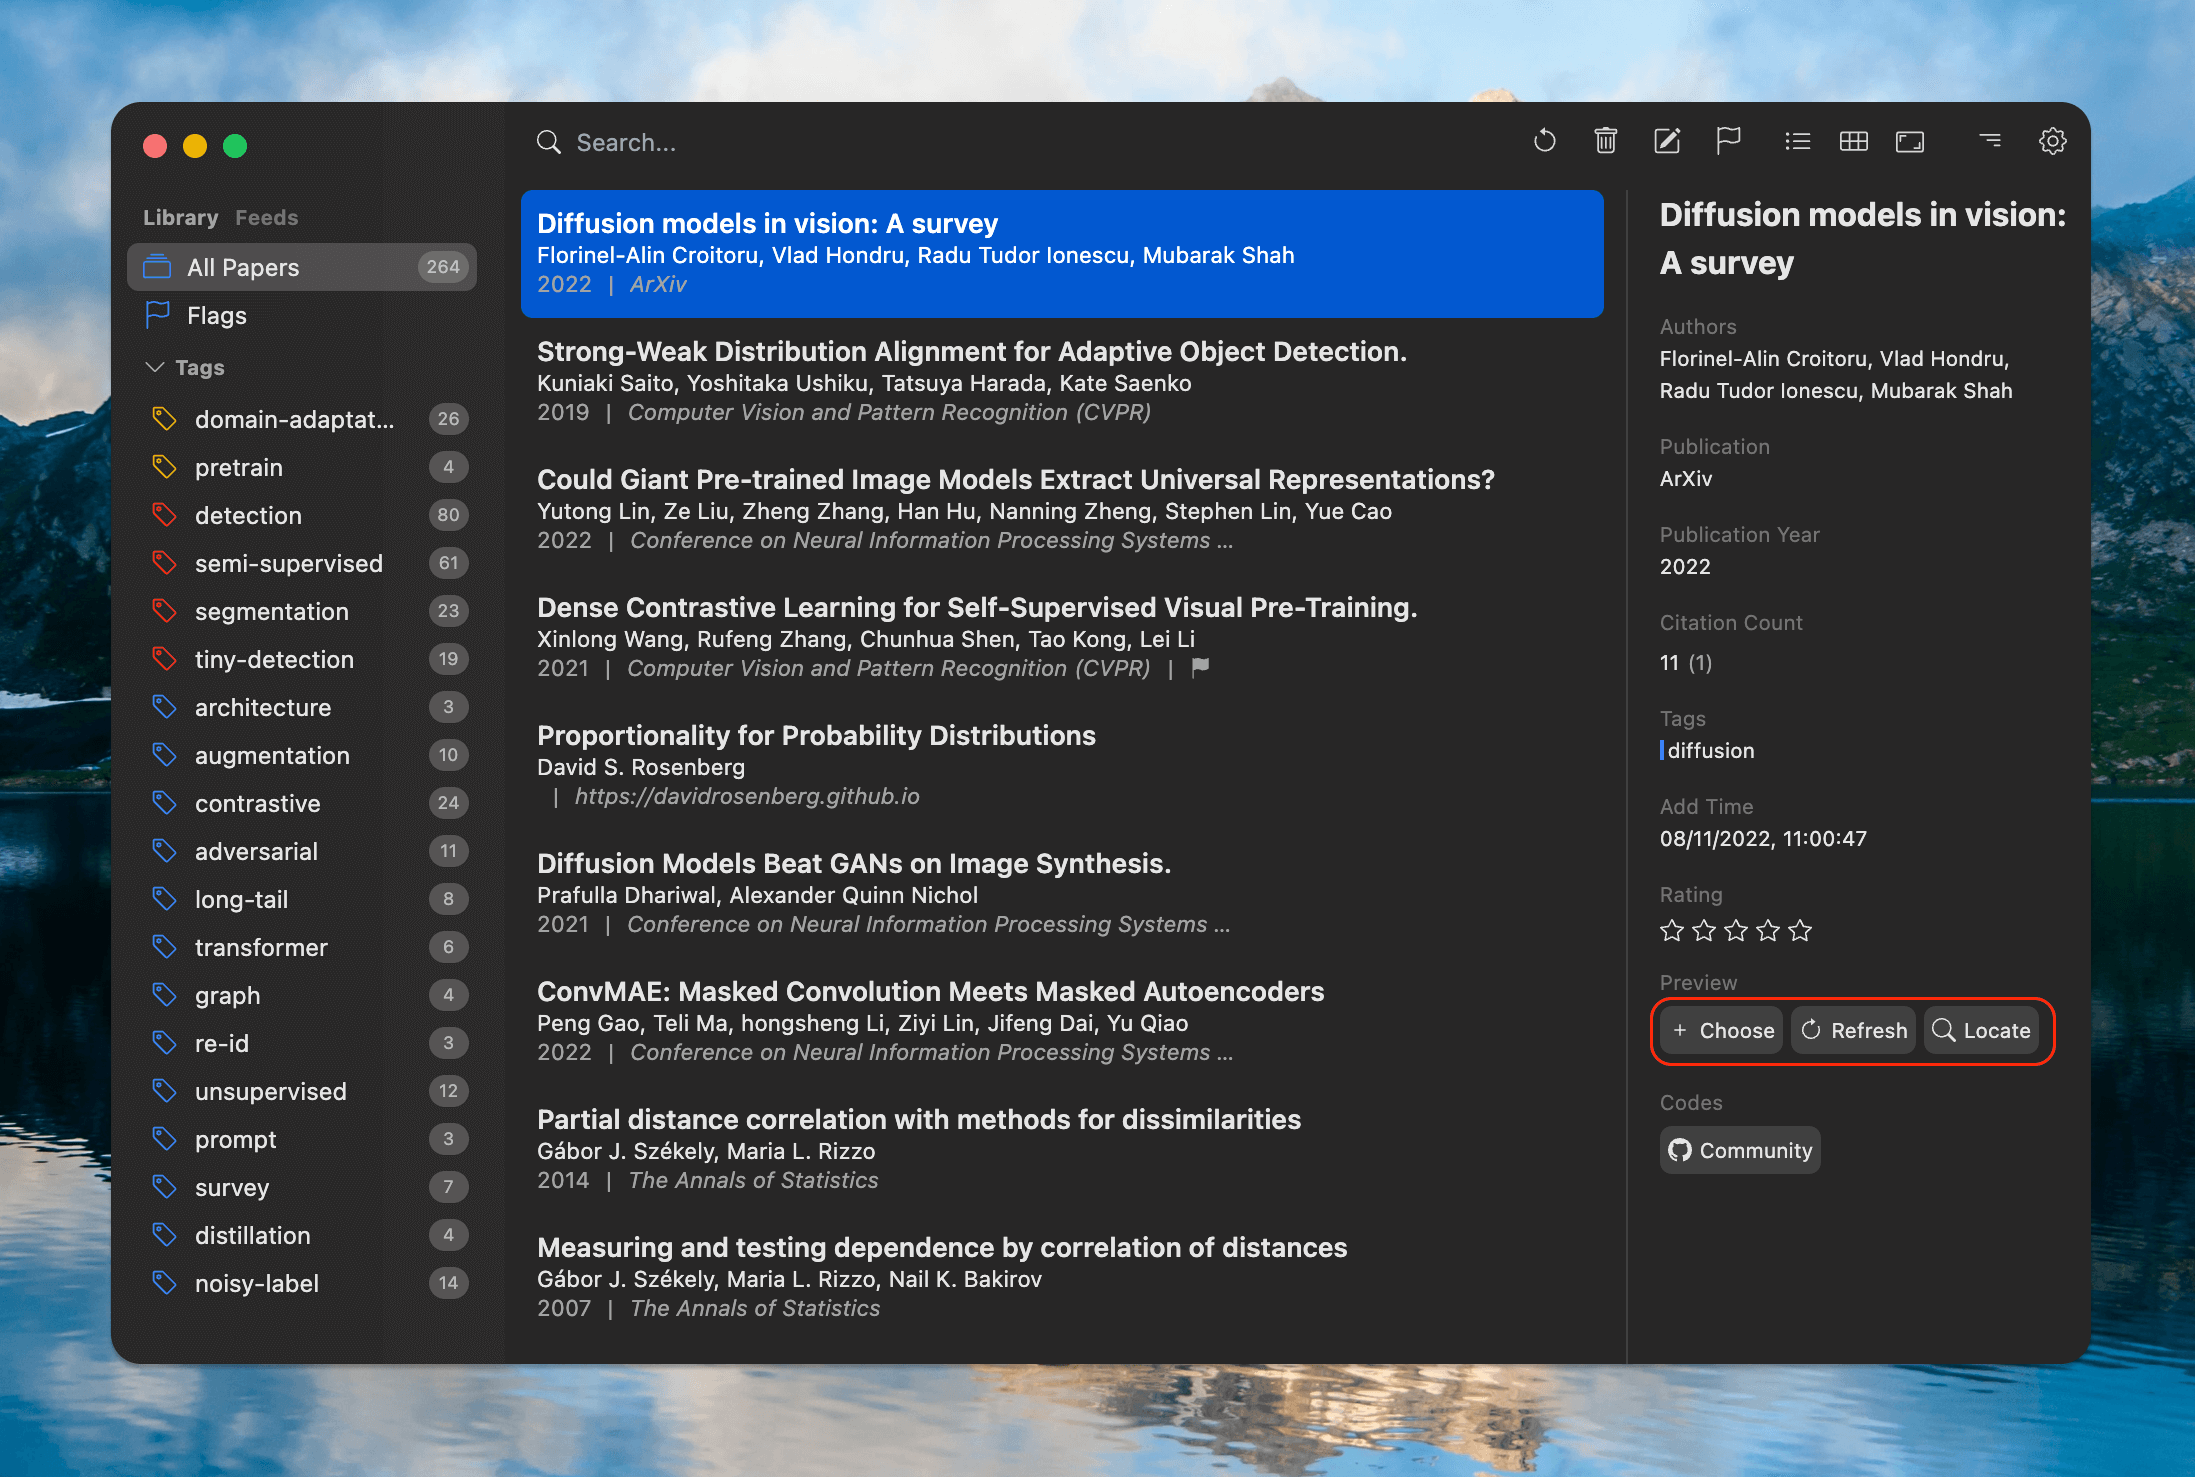 Search...
Library Feeds
All Papers 264
Flags
Tags
domain-adaptat... 26
pretrain 4
detection 80
semi-supervised 61
segmentation 23
tiny-detection 19
architecture 3
augmentation 10
contrastive 24
adversarial 11
long-tail 8
transformer 6
graph 4
re-id 3
unsupervised 12
prompt 3
survey 7
distillation 4
noisy-label 14
Diffusion models in vision: A survey
Florinel-Alin Croitoru, Vlad Hondru, Radu Tudor Ionescu, Mubarak Shah
2022 | ArXiv
Strong-Weak Distribution Alignment for Adaptive Object Detection.
Kuniaki Saito, Yoshitaka Ushiku, Tatsuya Harada, Kate Saenko
2019 | Computer Vision and Pattern Recognition (CVPR)
Could Giant Pre-trained Image Models Extract Universal Representations?
Yutong Lin, Ze Liu, Zheng Zhang, Han Hu, Nanning Zheng, Stephen Lin, Yue Cao
2022 | Conference on Neural Information Processing Systems ...
Dense Contrastive Learning for Self-Supervised Visual Pre-Training.
Xinlong Wang, Rufeng Zhang, Chunhua Shen, Tao Kong, Lei Li
2021 | Computer Vision and Pattern Recognition (CVPR) |
Proportionality for Probability Distributions
David S. Rosenberg
| https://davidrosenberg.github.io
Diffusion Models Beat GANs on Image Synthesis.
Prafulla Dhariwal, Alexander Quinn Nichol
2021 | Conference on Neural Information Processing Systems ...
ConvMAE: Masked Convolution Meets Masked Autoencoders
Peng Gao, Teli Ma, hongsheng Li, Ziyi Lin, Jifeng Dai, Yu Qiao
2022 | Conference on Neural Information Processing Systems ...
Partial distance correlation with methods for dissimilarities
Gábor J. Székely, Maria L. Rizzo
2014 | The Annals of Statistics
Measuring and testing dependence by correlation of distances
Gábor J. Székely, Maria L. Rizzo, Nail K. Bakirov
2007 | The Annals of Statistics
Diffusion models in vision:
A survey
Authors
Florinel-Alin Croitoru, Vlad Hondru,
Radu Tudor Ionescu, Mubarak Shah
Publication
ArXiv
Publication Year
2022
Citation Count
11 (1)
Tags
diffusion
Add Time
08/11/2022, 11:00:47
Rating
Preview
+ Choose Refresh Locate
Codes
Community